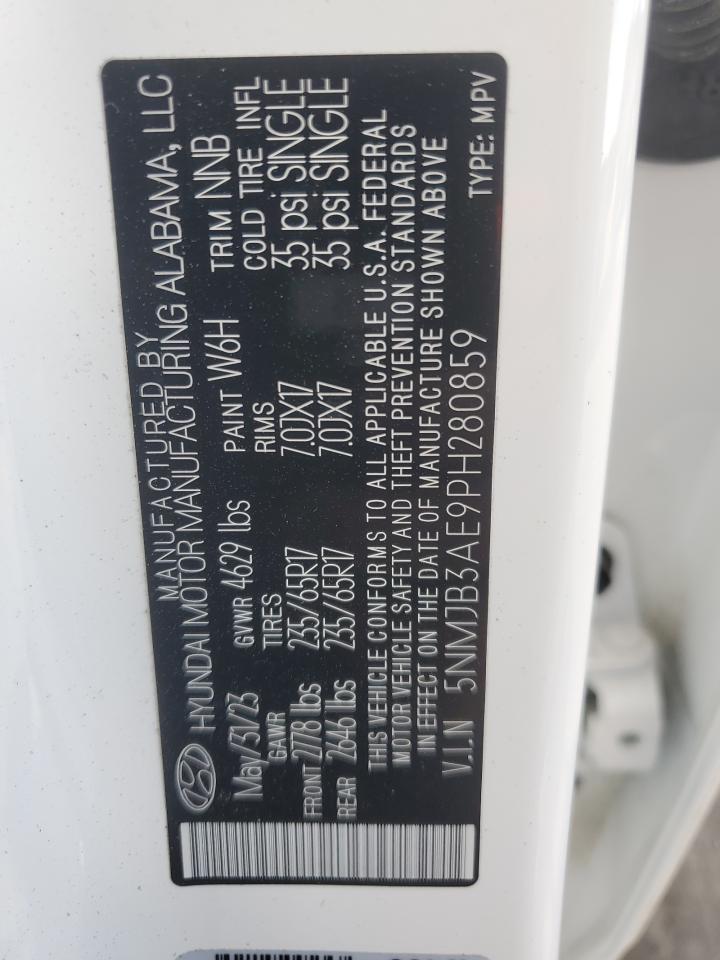 MANUFACTURED BY
HYUNDAI MOTOR MANUFACTURING ALABAMA, LLC
May/31/23 GVWR 4629 lbs PAINT W6H TRIM NNB
GAWR TIRES RIMS COLD TIRE INFL
FRONT 2778 lbs 235/65R17 7.0JX17 35 psi SINGLE
REAR 2646 lbs 235/65R17 7.0JX17 35 psi SINGLE
THIS VEHICLE CONFORMS TO ALL APPLICABLE U.S.A. FEDERAL
MOTOR VEHICLE SAFETY AND THEFT PREVENTION STANDARDS
IN EFFECT ON THE DATE OF MANUFACTURE SHOWN ABOVE
V.I.N 5NMJB3AE9PH280859
TYPE: MPV